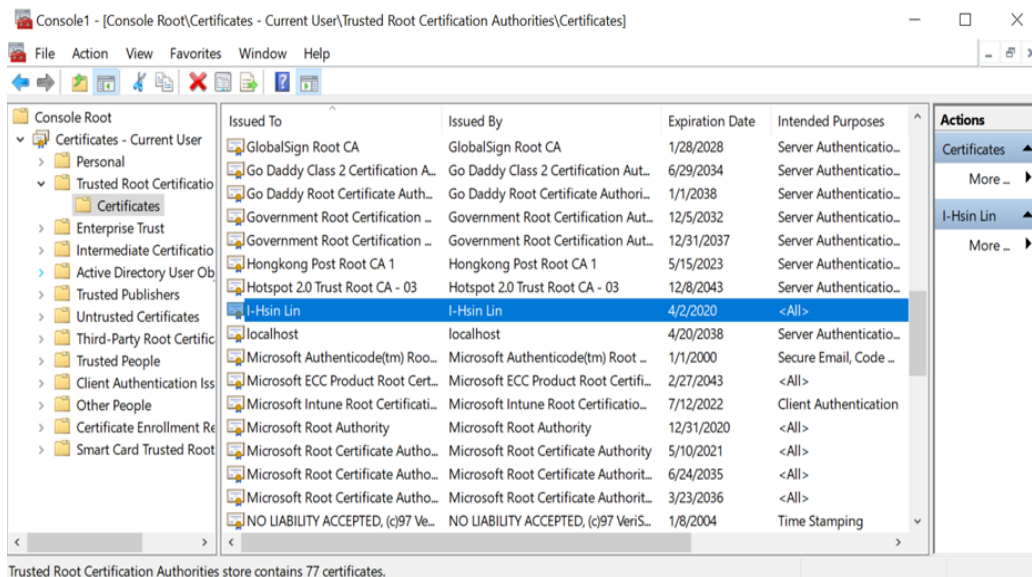 Console1 - [Console Root\Certificates - Current User\Trusted Root Certification Authorities\Certificates]
File Action View Favorites Window Help
Console Root
Certificates - Current User
Personal
Trusted Root Certificatio
Certificates
Enterprise Trust
Intermediate Certificatio
Active Directory User Ob
Trusted Publishers
Untrusted Certificates
Third-Party Root Certific
Trusted People
Client Authentication Iss
Other People
Certificate Enrollment Re
Smart Card Trusted Root
Issued To Issued By Expiration Date Intended Purposes
GlobalSign Root CA GlobalSign Root CA 1/28/2028 Server Authenticatio...
Go Daddy Class 2 Certification A... Go Daddy Class 2 Certification Aut... 6/29/2034 Server Authenticatio...
Go Daddy Root Certificate Auth... Go Daddy Root Certificate Authori... 1/1/2038 Server Authenticatio...
Government Root Certification ... Government Root Certification Aut... 12/5/2032 Server Authenticatio...
Government Root Certification ... Government Root Certification Aut... 12/31/2037 Server Authenticatio...
Hongkong Post Root CA 1 Hongkong Post Root CA 1 5/15/2023 Server Authenticatio...
Hotspot 2.0 Trust Root CA - 03 Hotspot 2.0 Trust Root CA - 03 12/8/2043 Server Authenticatio...
I-Hsin Lin I-Hsin Lin 4/2/2020 <All>
localhost localhost 4/20/2038 Server Authenticatio...
Microsoft Authenticode(tm) Roo... Microsoft Authenticode(tm) Root ... 1/1/2000 Secure Email, Code ...
Microsoft ECC Product Root Cert... Microsoft ECC Product Root Certifi... 2/27/2043 <All>
Microsoft Intune Root Certificati... Microsoft Intune Root Certificatio... 7/12/2022 Client Authentication
Microsoft Root Authority Microsoft Root Authority 12/31/2020 <All>
Microsoft Root Certificate Autho... Microsoft Root Certificate Authority 5/10/2021 <All>
Microsoft Root Certificate Autho... Microsoft Root Certificate Authorit... 6/24/2035 <All>
Microsoft Root Certificate Autho... Microsoft Root Certificate Authorit... 3/23/2036 <All>
NO LIABILITY ACCEPTED, (c)97 Ve... NO LIABILITY ACCEPTED, (c)97 VeriS... 1/8/2004 Time Stamping
Actions
Certificates
More ...
I-Hsin Lin
More ...
Trusted Root Certification Authorities store contains 77 certificates.